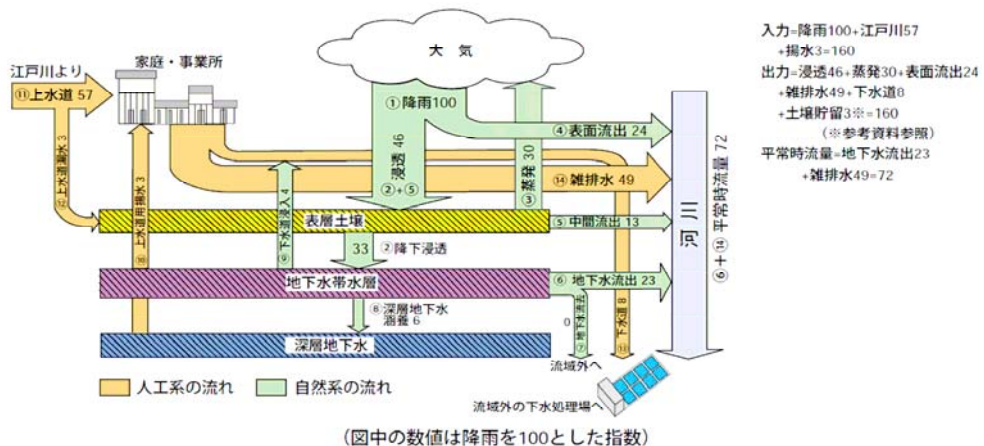 大 気
家庭・事業所
江戸川より
⑪上水道 57
①降雨100
④表面流出 24
浸透 46
②+⑤
③蒸発 30
⑭雑排水 49
⑫上水道漏水 3
⑩上水道用揚水 3
⑨下水道浸入 4
表層土壌
⑤中間流出 13
33
②降下浸透
地下水帯水層
⑥ 地下水流出 23
⑧深層地下水
涵養 6
0
⑦地下水流去
⑬下水道 8
深層地下水
流域外へ
河川
⑥+⑭ 平常時流量 72
流域外の下水処理場へ
人工系の流れ
自然系の流れ
(図中の数値は降雨を100とした指数)
入力=降雨100+江戸川57
+揚水3=160
出力=浸透46+蒸発30+表面流出24
+雑排水49+下水道8
+土壌貯留3※=160
(※参考資料参照)
平常時流量=地下水流出23
+雑排水49=72